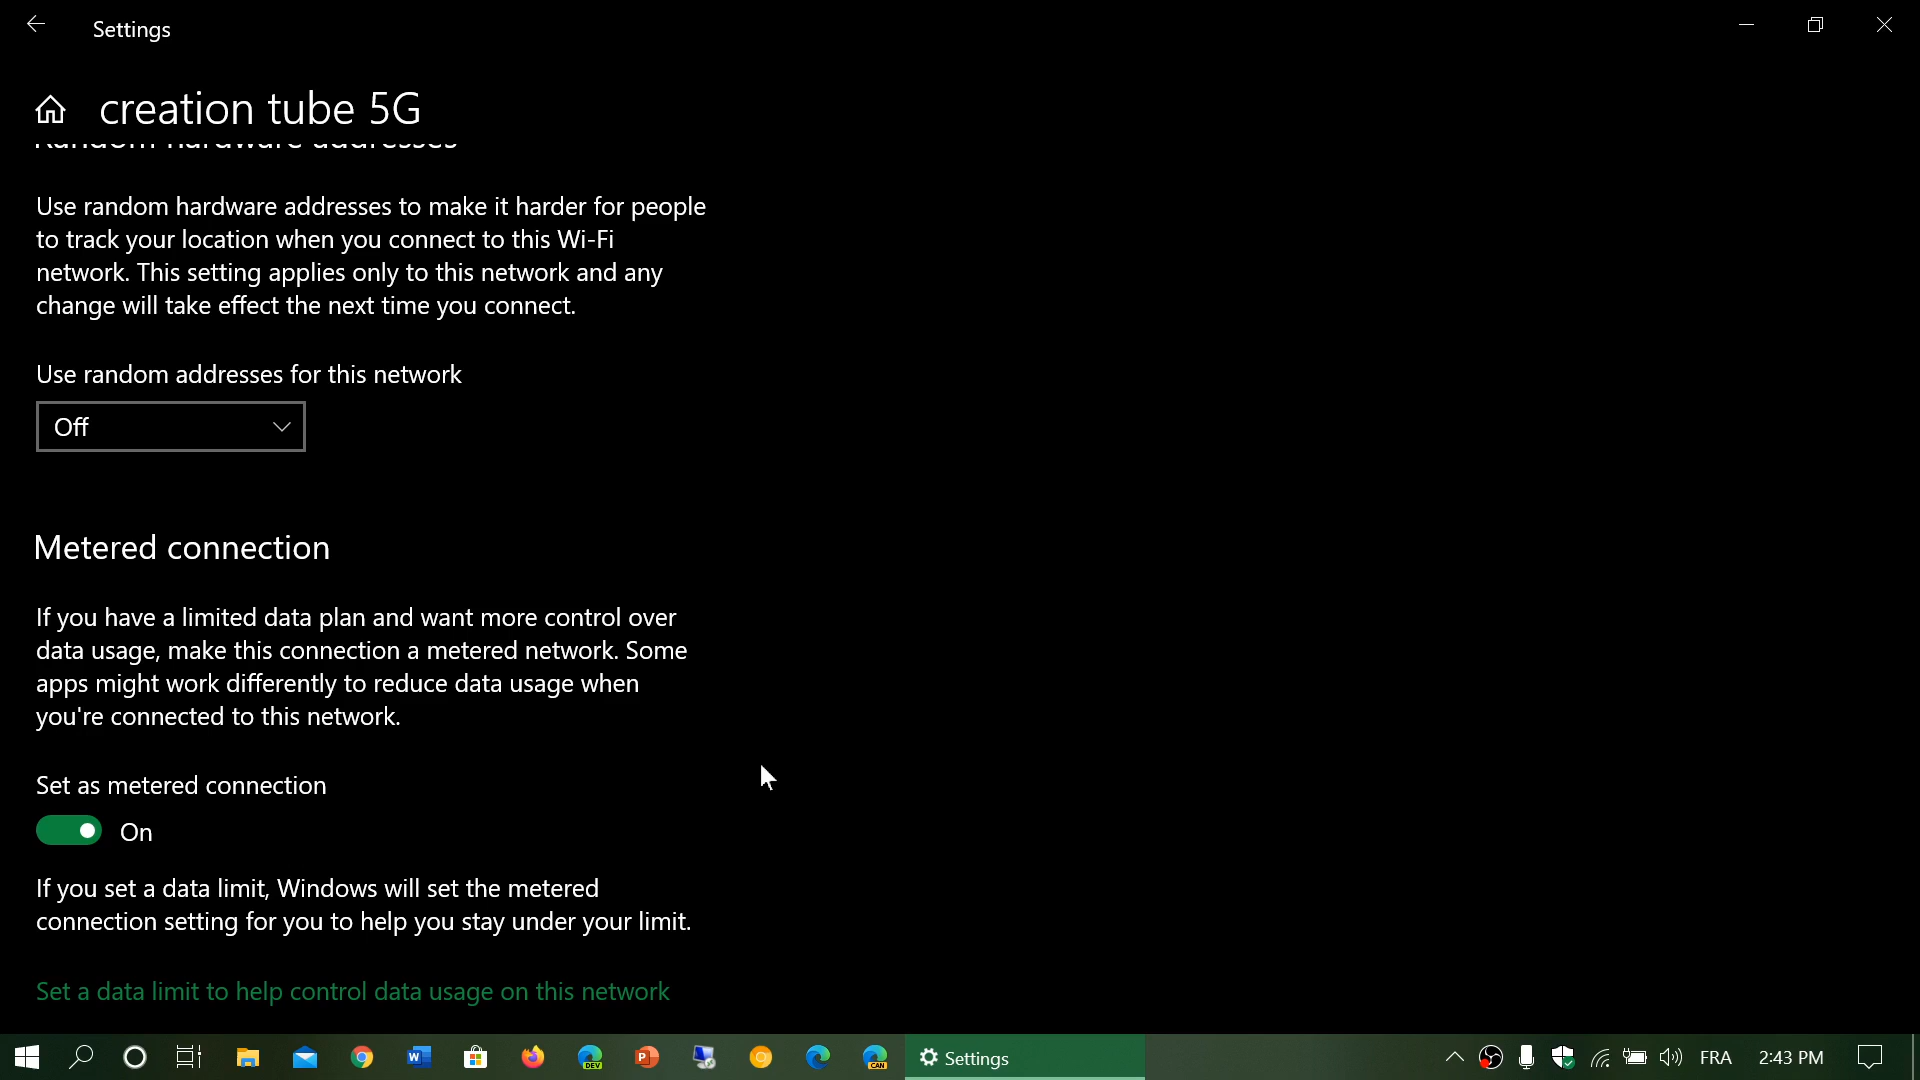 Settings
creation tube 5G
Random hardware addresses
Use random hardware addresses to make it harder for people
to track your location when you connect to this Wi-Fi
network. This setting applies only to this network and any
change will take effect the next time you connect.
Use random addresses for this network
Off
Metered connection
If you have a limited data plan and want more control over
data usage, make this connection a metered network. Some
apps might work differently to reduce data usage when
you're connected to this network.
Set as metered connection
On
If you set a data limit, Windows will set the metered
connection setting for you to help you stay under your limit.
Set a data limit to help control data usage on this network
W
DEV
P
CAN
Settings
FRA
2:43 PM